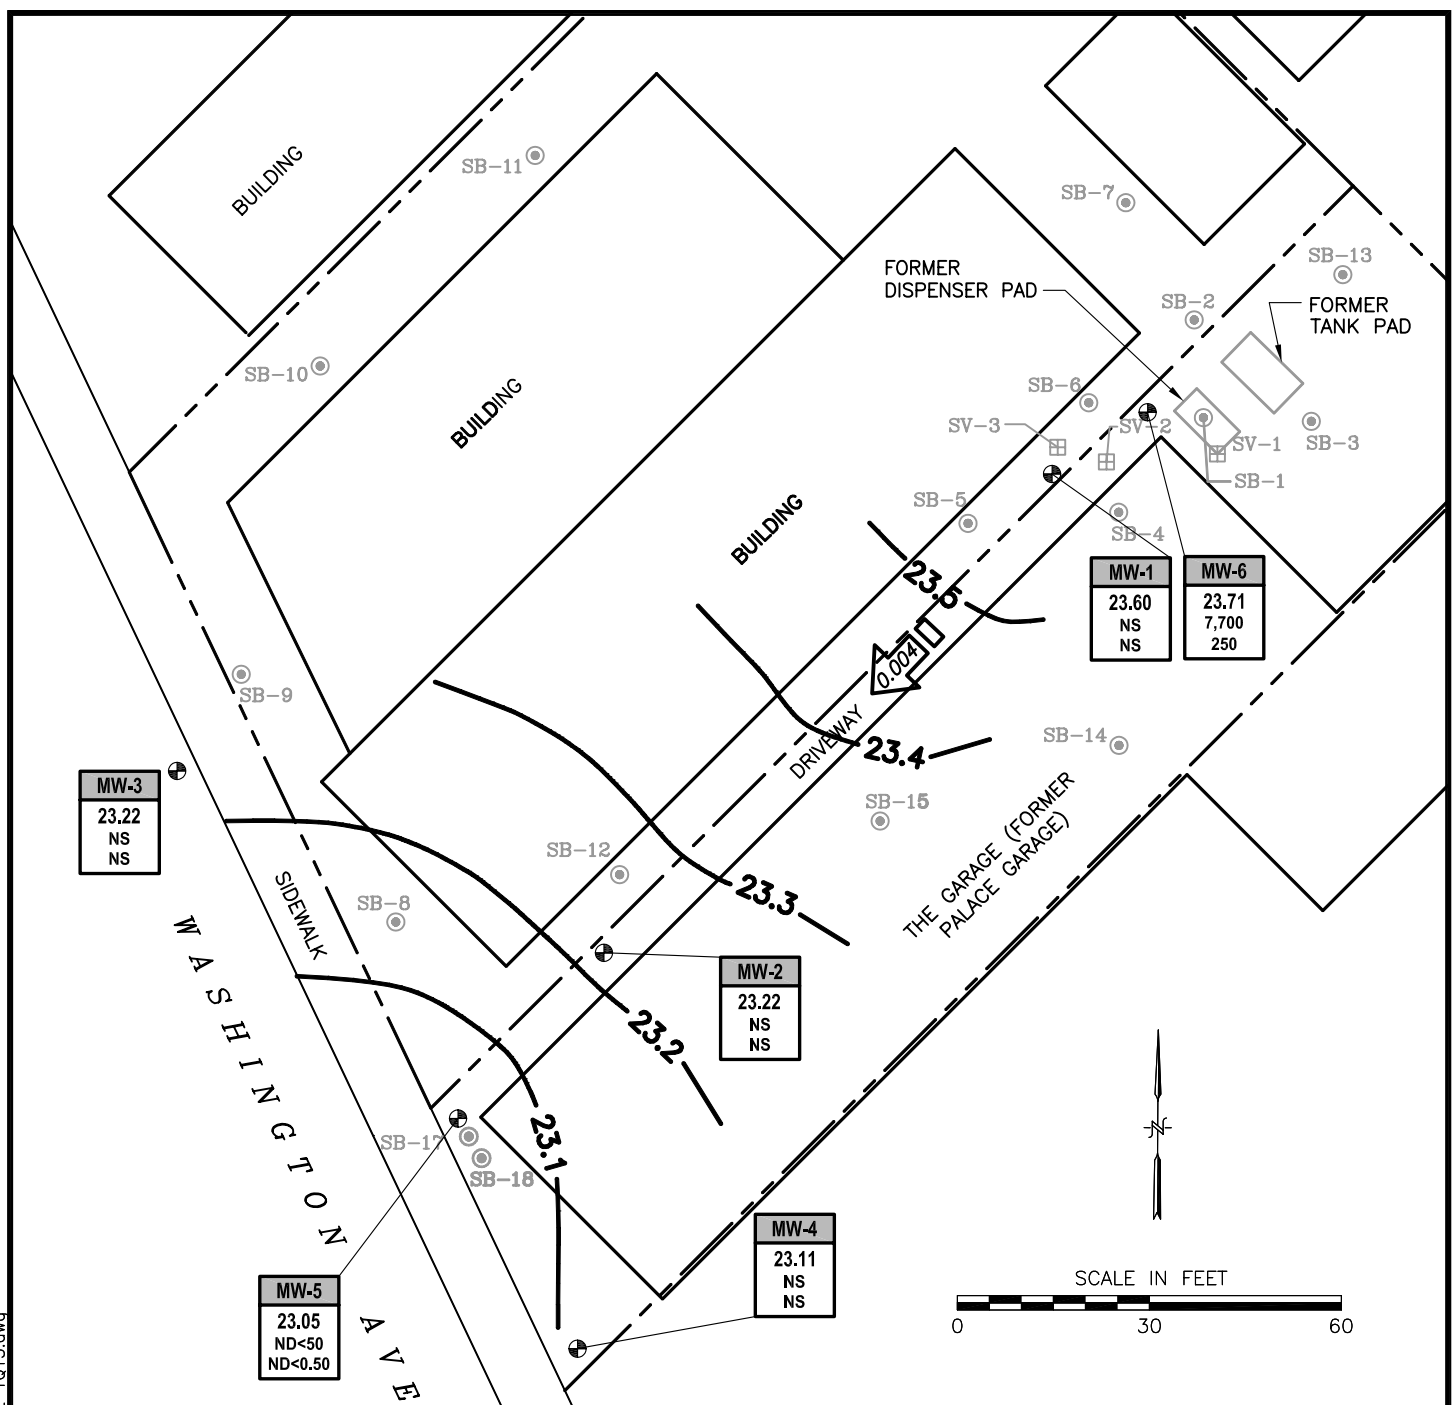 BUILDING
SB-11
SB-7
SB-13
FORMER
DISPENSER PAD
SB-2
FORMER
TANK PAD
SB-10
BUILDING
SB-6
SV-3
SV-2
SV-1
SB-3
SB-1
SB-5
SB-4
BUILDING
23.5
MW-1
23.60
NS
NS
MW-6
23.71
7,700
250
0.004
SB-9
DRIVEWAY
23.4
SB-14
MW-3
23.22
NS
NS
SB-15
THE GARAGE (FORMER
PALACE GARAGE)
SB-12
23.3
SIDEWALK
SB-8
WASHINGTON AVE
MW-2
23.22
NS
NS
23.2
23.1
SB-17
SB-18
MW-5
23.05
ND<50
ND<0.50
MW-4
23.11
NS
NS
N
SCALE IN FEET
0 30 60